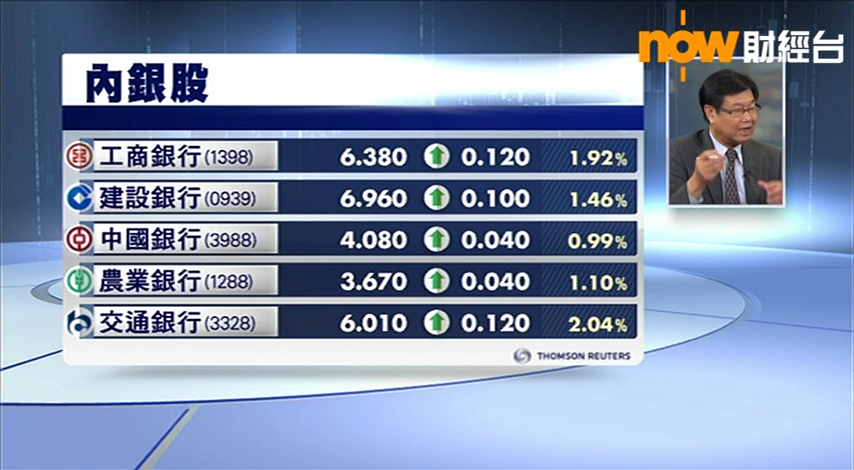 now 財經台
內銀股
工商銀行(1398) 6.380 0.120 1.92%
建設銀行(0939) 6.960 0.100 1.46%
中國銀行(3988) 4.080 0.040 0.99%
農業銀行(1288) 3.670 0.040 1.10%
交通銀行(3328) 6.010 0.120 2.04%
THOMSON REUTERS